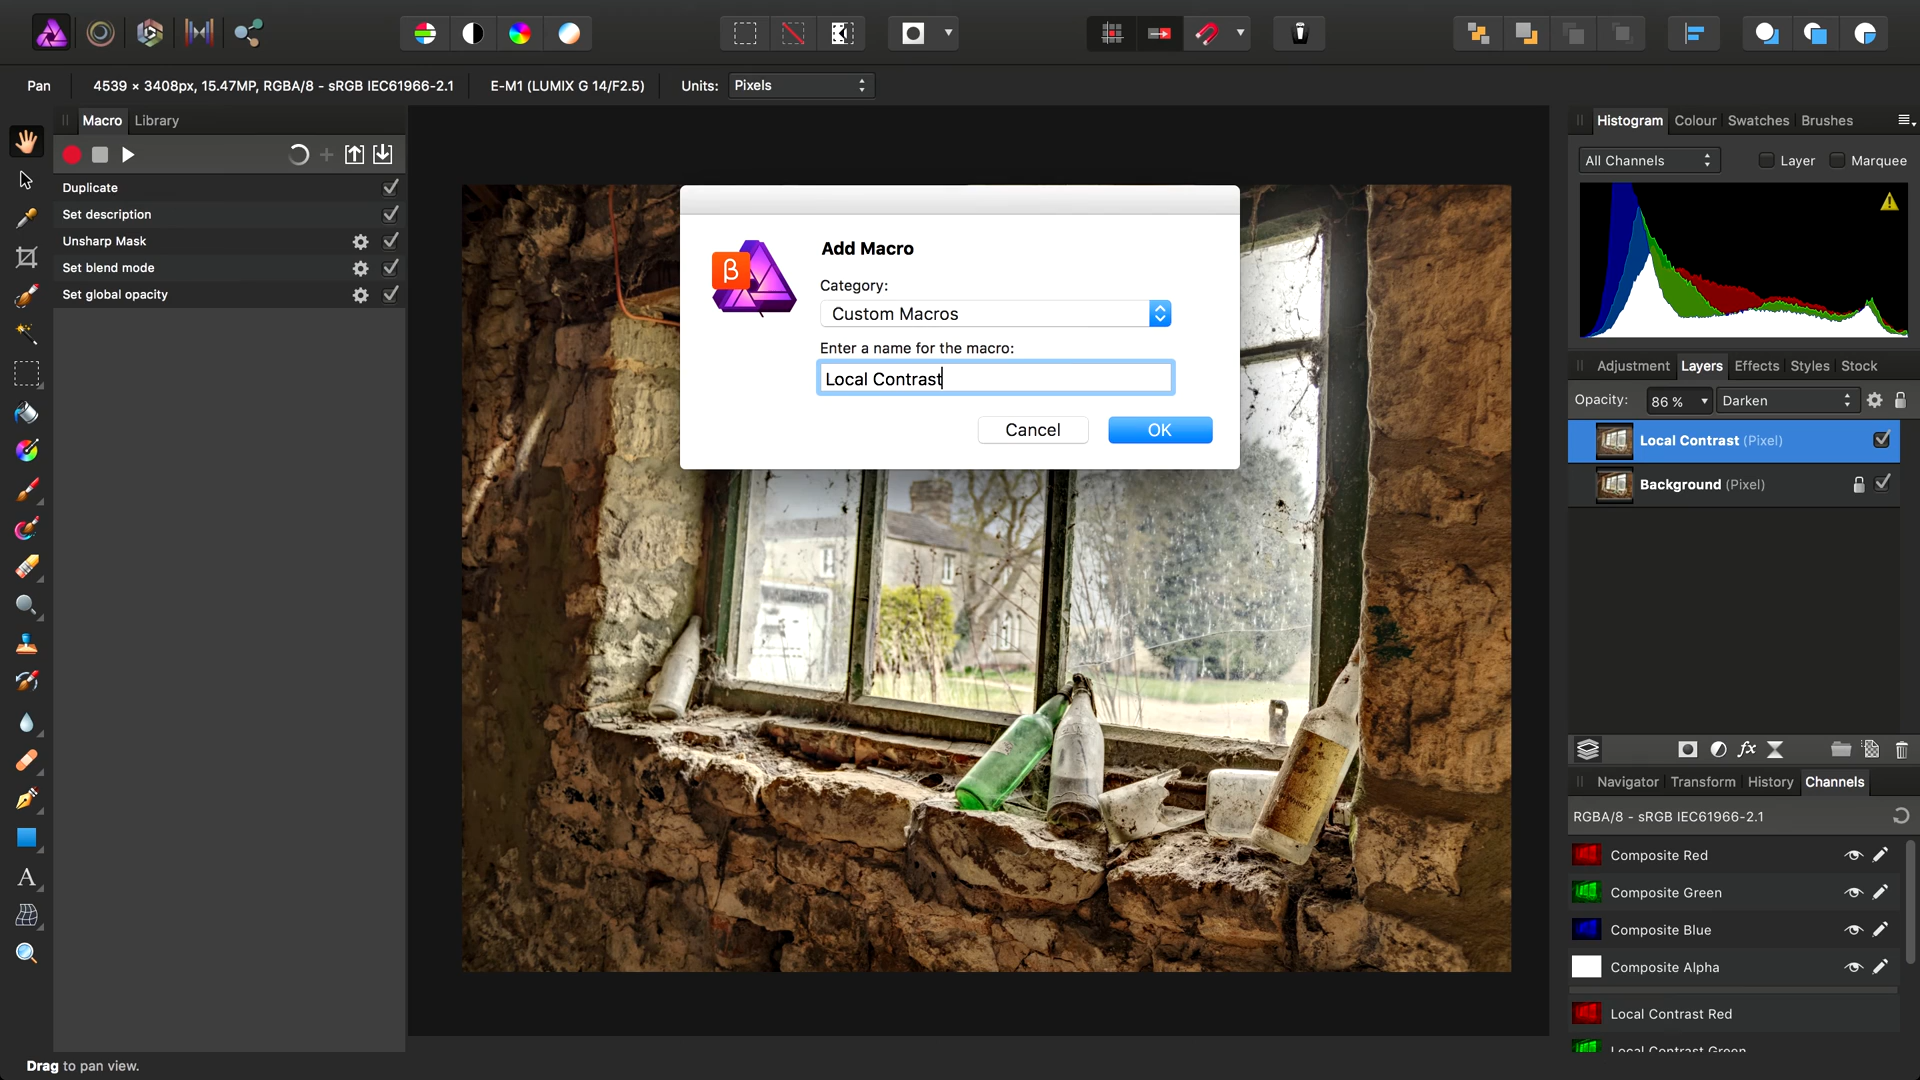 Pan
4539 × 3408px, 15.47MP, RGBA/8 - sRGB IEC61966-2.1
E-M1 (LUMIX G 14/F2.5)
Units: Pixels
Macro Library
Duplicate
Set description
Unsharp Mask
Set blend mode
Set global opacity
β
Add Macro
Category:
Custom Macros
Enter a name for the macro:
Local Contrast
Cancel OK
Histogram Colour Swatches Brushes
All Channels Layer Marquee
Adjustment Layers Effects Styles Stock
Opacity: 86 % Darken
Local Contrast (Pixel)
Background (Pixel)
fx
Navigator Transform History Channels
RGBA/8 - sRGB IEC61966-2.1
Composite Red
Composite Green
Composite Blue
Composite Alpha
Local Contrast Red
Local Contrast Green
A
Drag to pan view.